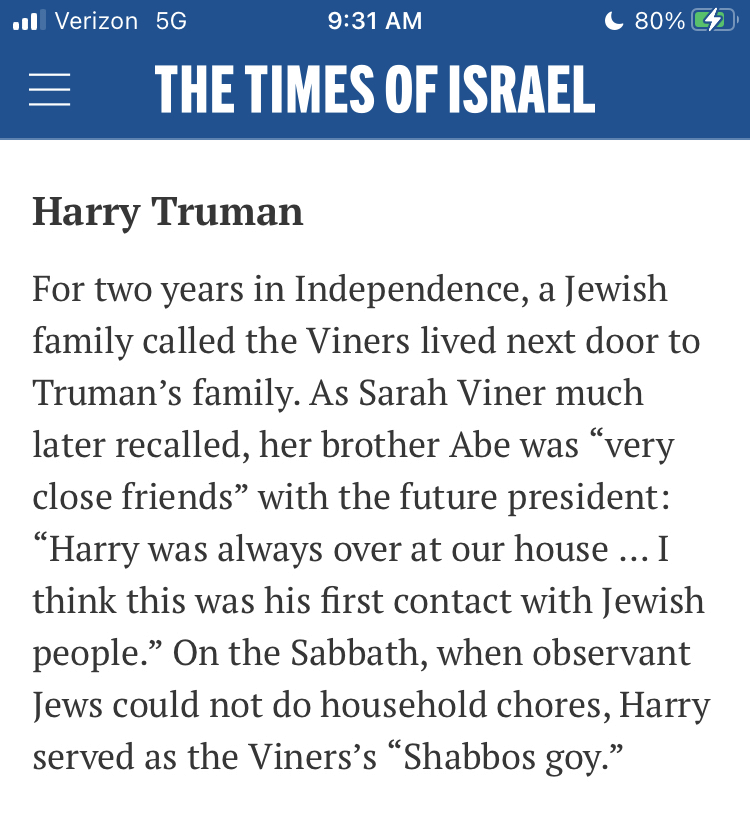 Verizon 5G 9:31 AM 80%
THE TIMES OF ISRAEL
Harry Truman
For two years in Independence, a Jewish
family called the Viners lived next door to
Truman’s family. As Sarah Viner much
later recalled, her brother Abe was “very
close friends” with the future president:
“Harry was always over at our house ... I
think this was his first contact with Jewish
people.” On the Sabbath, when observant
Jews could not do household chores, Harry
served as the Viners’s “Shabbos goy.”